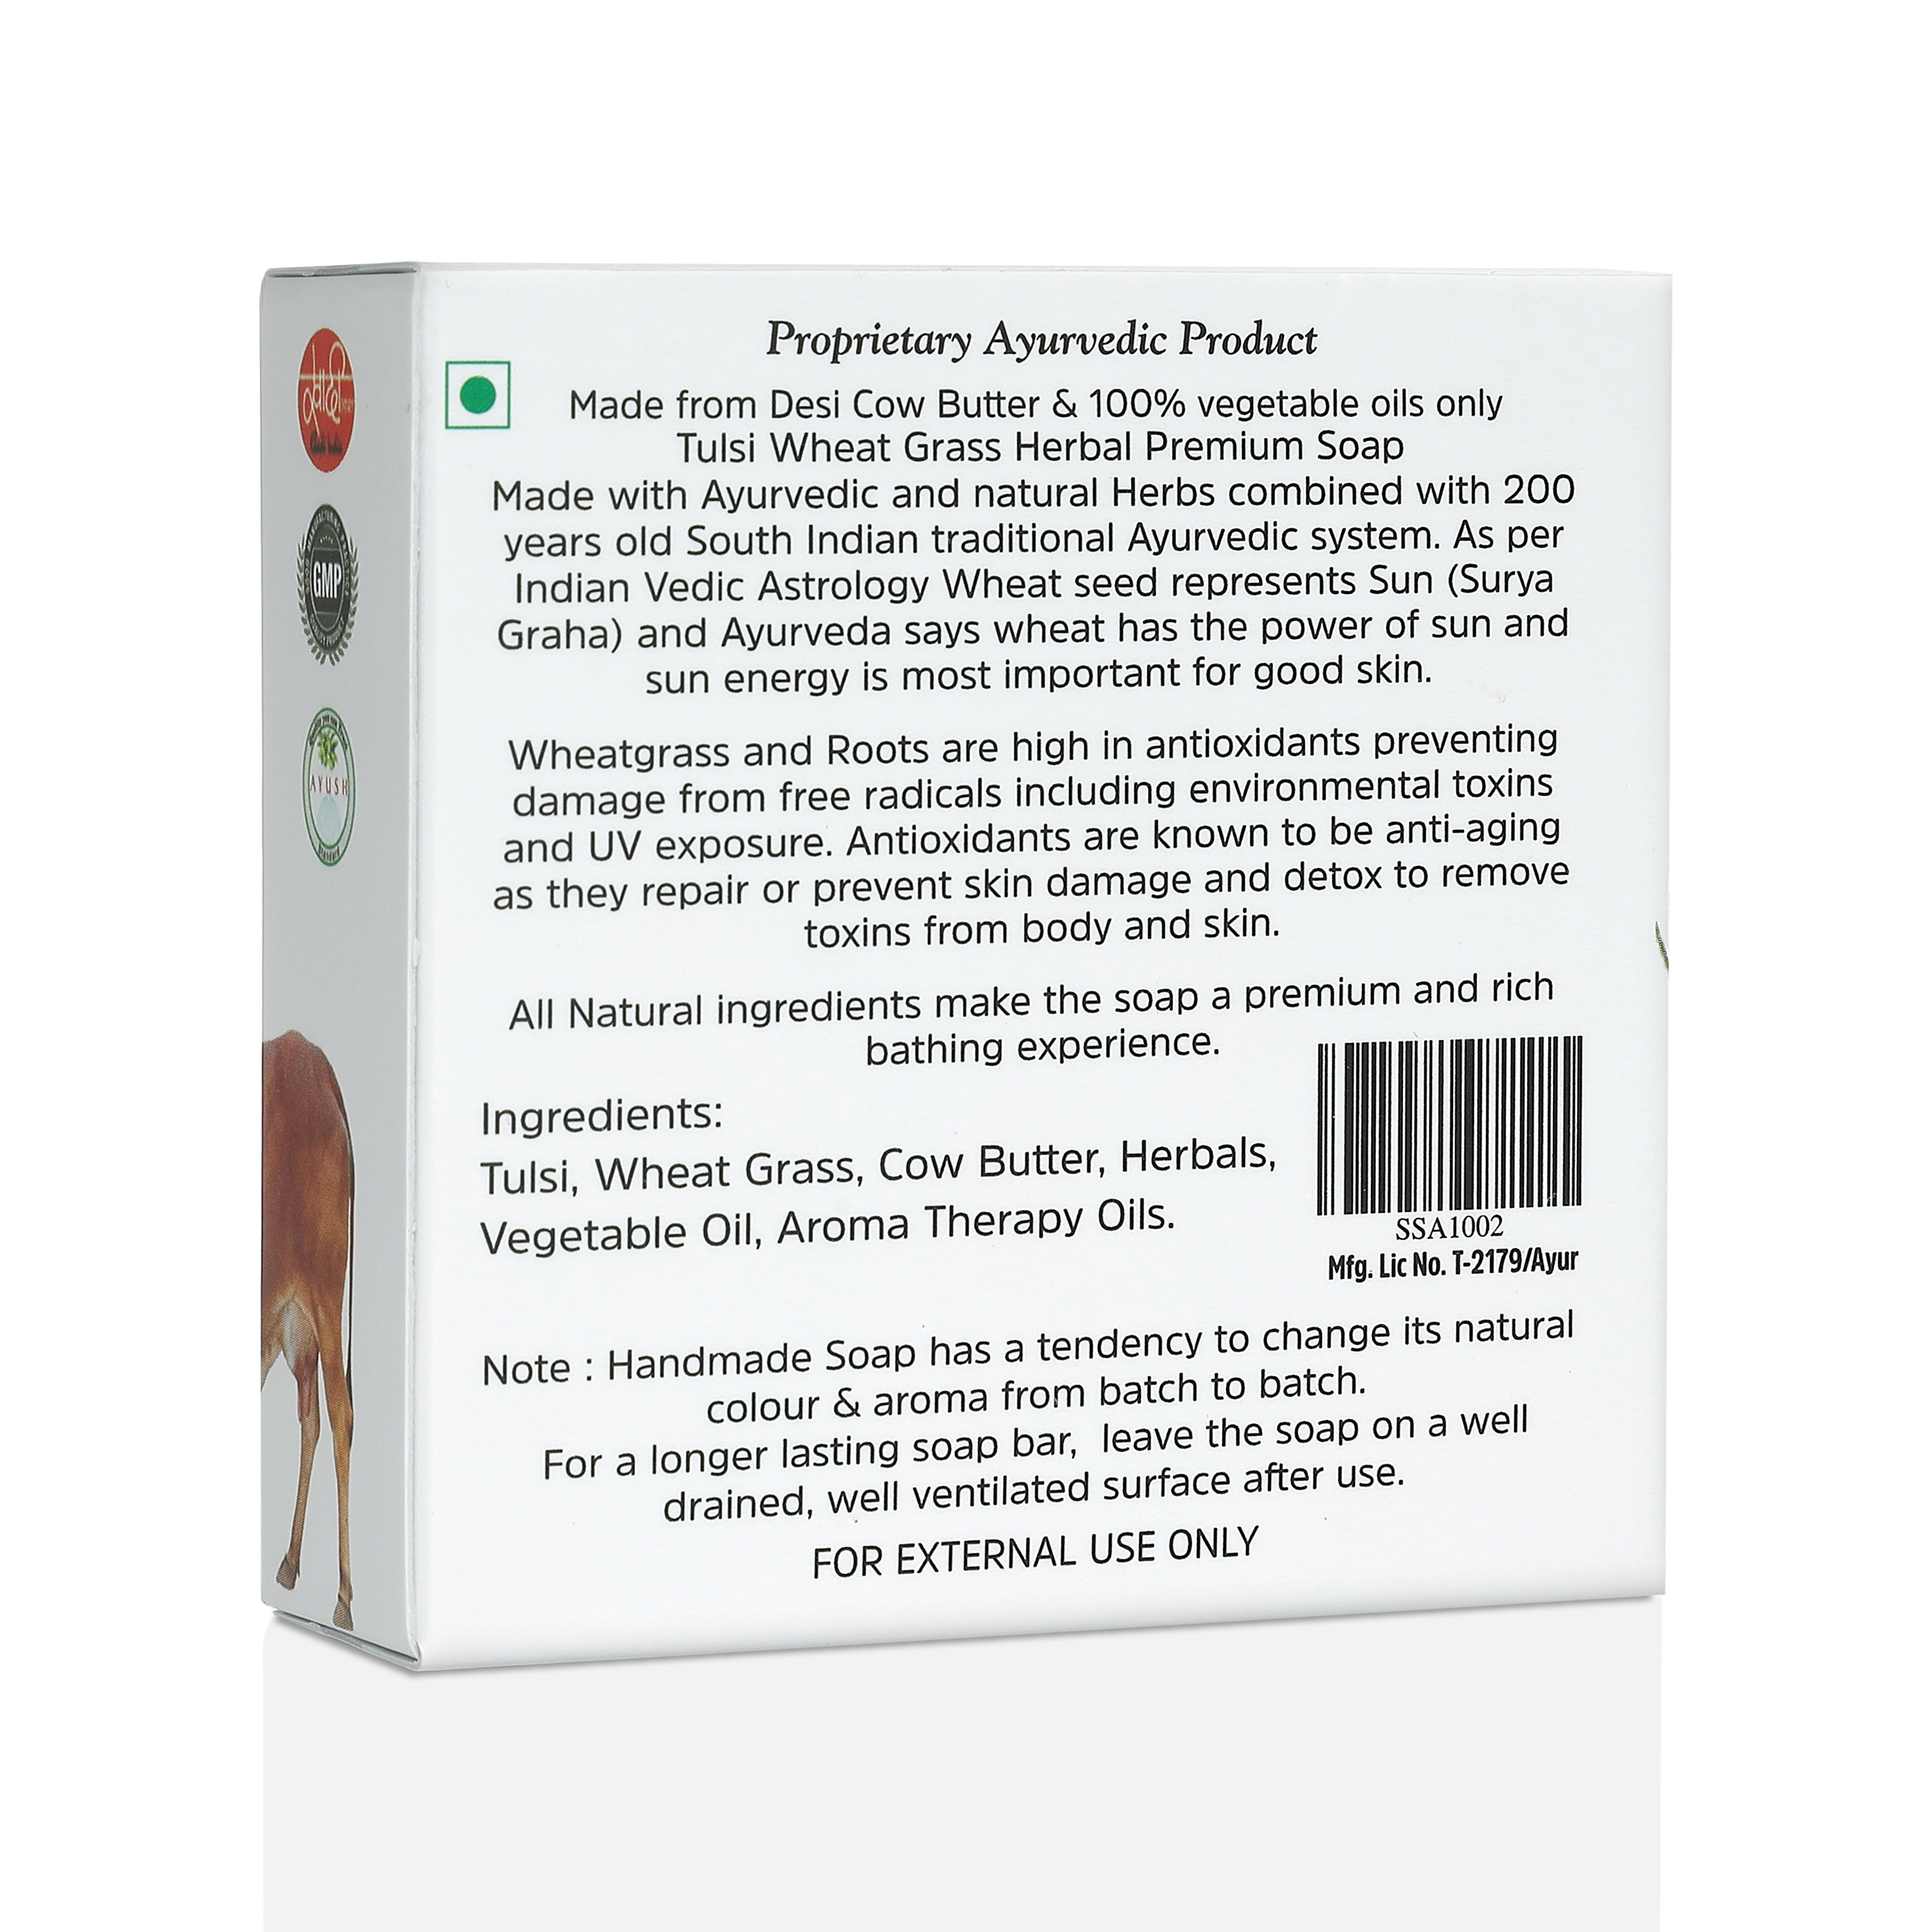 Proprietary Ayurvedic Product
Made from Desi Cow Butter & 100% vegetable oils only
Tulsi Wheat Grass Herbal Premium Soap
Made with Ayurvedic and natural Herbs combined with 200
years old South Indian traditional Ayurvedic system. As per
Indian Vedic Astrology Wheat seed represents Sun (Surya
Graha) and Ayurveda says wheat has the power of sun and
sun energy is most important for good skin.
Wheatgrass and Roots are high in antioxidants preventing
damage from free radicals including environmental toxins
and UV exposure. Antioxidants are known to be anti-aging
as they repair or prevent skin damage and detox to remove
toxins from body and skin.
All Natural ingredients make the soap a premium and rich
bathing experience.
Ingredients:
Tulsi, Wheat Grass, Cow Butter, Herbals,
Vegetable Oil, Aroma Therapy Oils.
SSA1002
Mfg. Lic No. T-2179/Ayur
Note : Handmade Soap has a tendency to change its natural
colour & aroma from batch to batch.
For a longer lasting soap bar, leave the soap on a well
drained, well ventilated surface after use.
FOR EXTERNAL USE ONLY
खादी
GMP
AYUSH